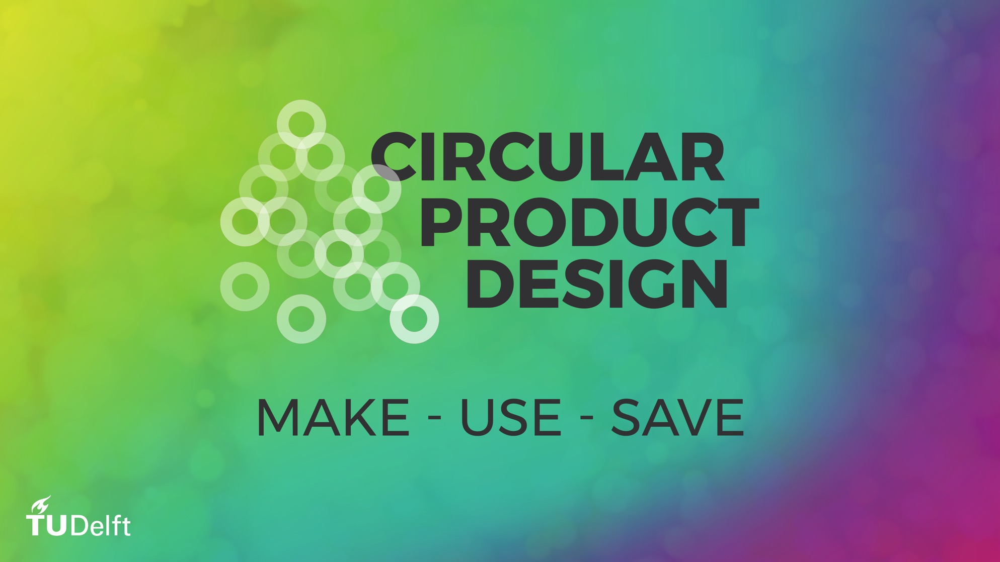 CIRCULAR
PRODUCT
DESIGN
MAKE - USE - SAVE
TUDelft